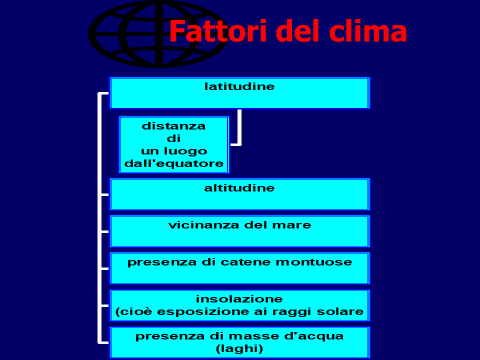 Fattori del clima
latitudine
distanza
di
un luogo
dall'equatore
altitudine
vicinanza del mare
presenza di catene montuose
insolazione
(cioè esposizione ai raggi solare
presenza di masse d'acqua
(laghi)